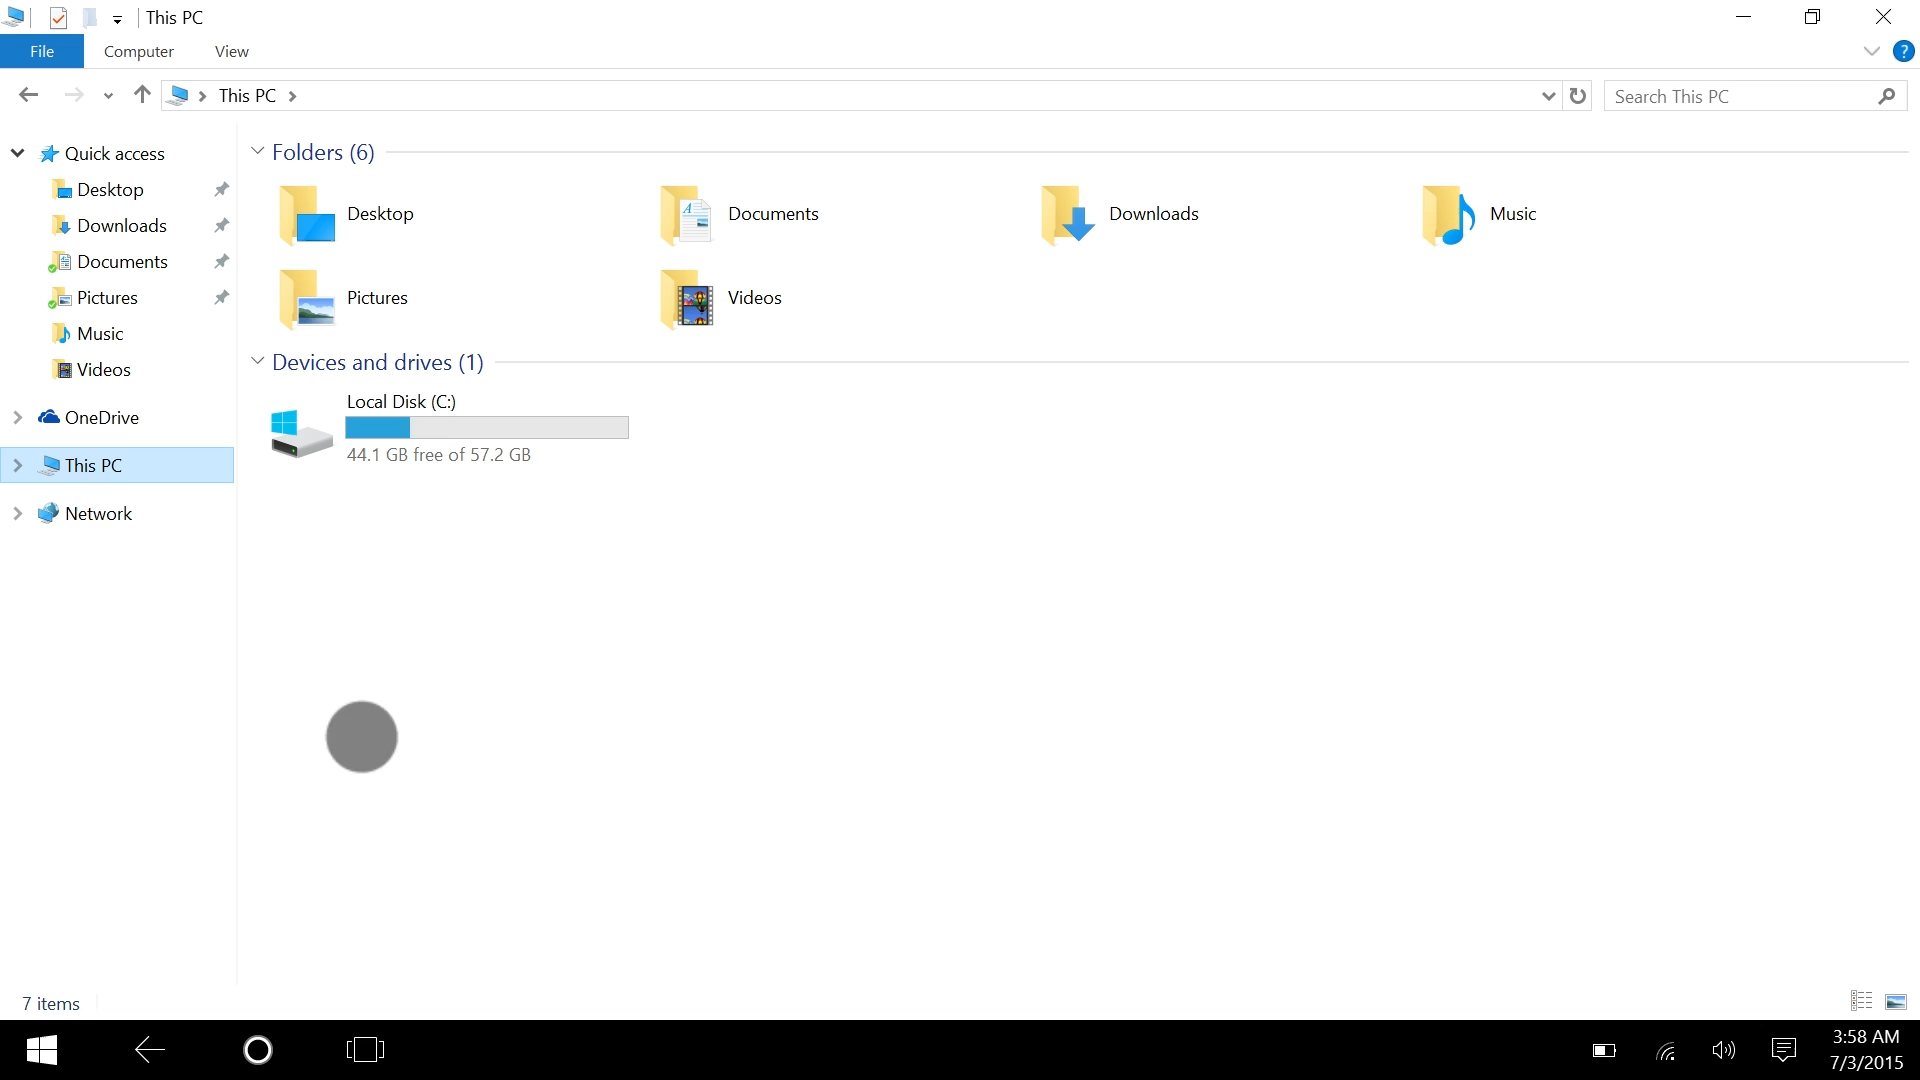 This PC
File Computer View
This PC
Search This PC
Quick access
Desktop
Downloads
Documents
Pictures
Music
Videos
OneDrive
This PC
Network
Folders (6)
Desktop Documents Downloads Music
Pictures Videos
Devices and drives (1)
Local Disk (C:)
44.1 GB free of 57.2 GB
7 items
3:58 AM
7/3/2015